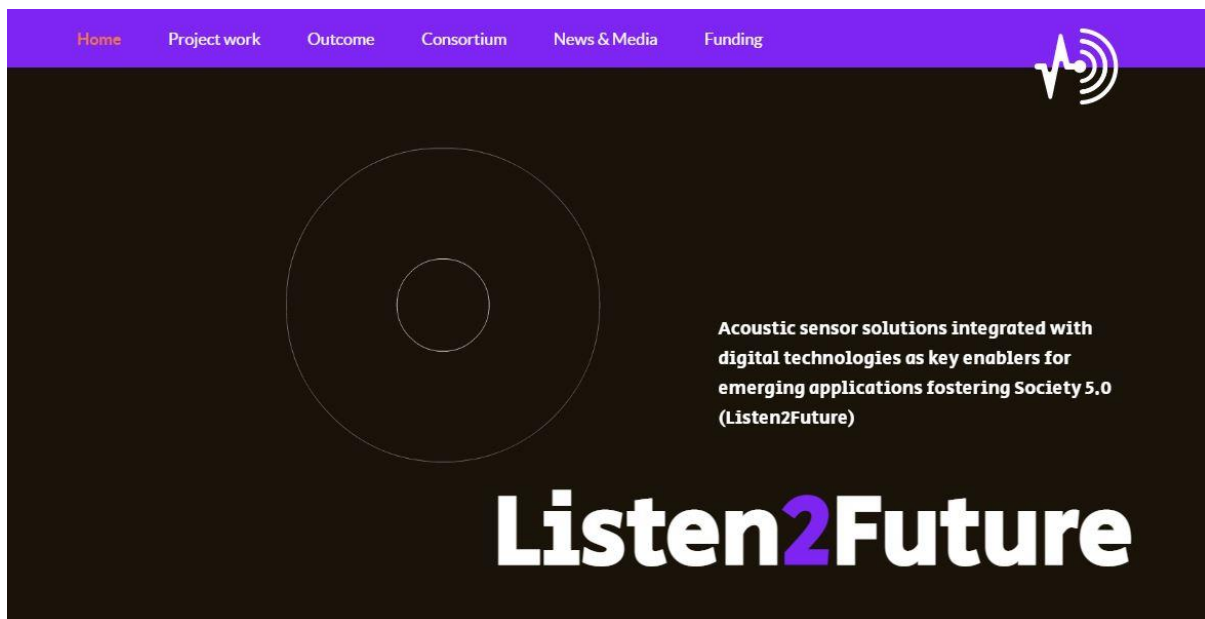 Home Project work Outcome Consortium News & Media Funding
Acoustic sensor solutions integrated with
digital technologies as key enablers for
emerging applications fostering Society 5.0
(Listen2Future)
Listen2Future